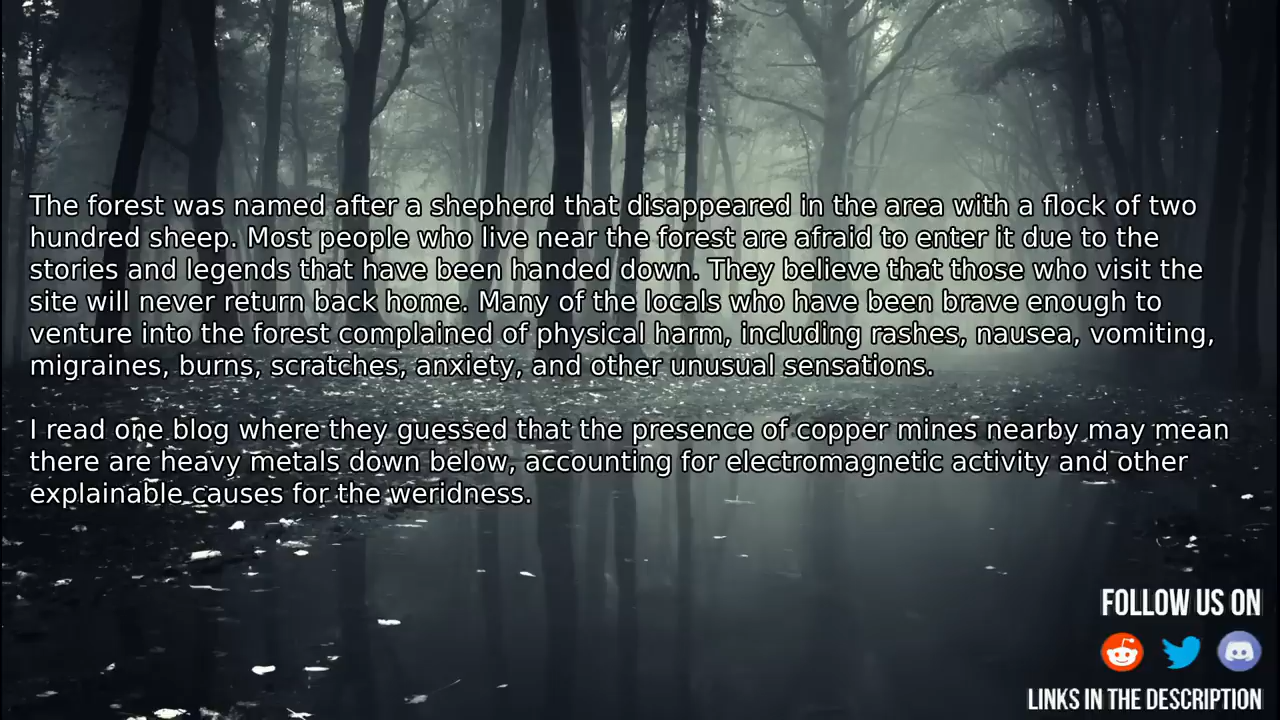 The forest was named after a shepherd that disappeared in the area with a flock of two
hundred sheep. Most people who live near the forest are afraid to enter it due to the
stories and legends that have been handed down. They believe that those who visit the
site will never return back home. Many of the locals who have been brave enough to
venture into the forest complained of physical harm, including rashes, nausea, vomiting,
migraines, burns, scratches, anxiety, and other unusual sensations.
I read one blog where they guessed that the presence of copper mines nearby may mean
there are heavy metals down below, accounting for electromagnetic activity and other
explainable causes for the weridness.
FOLLOW US ON
LINKS IN THE DESCRIPTION